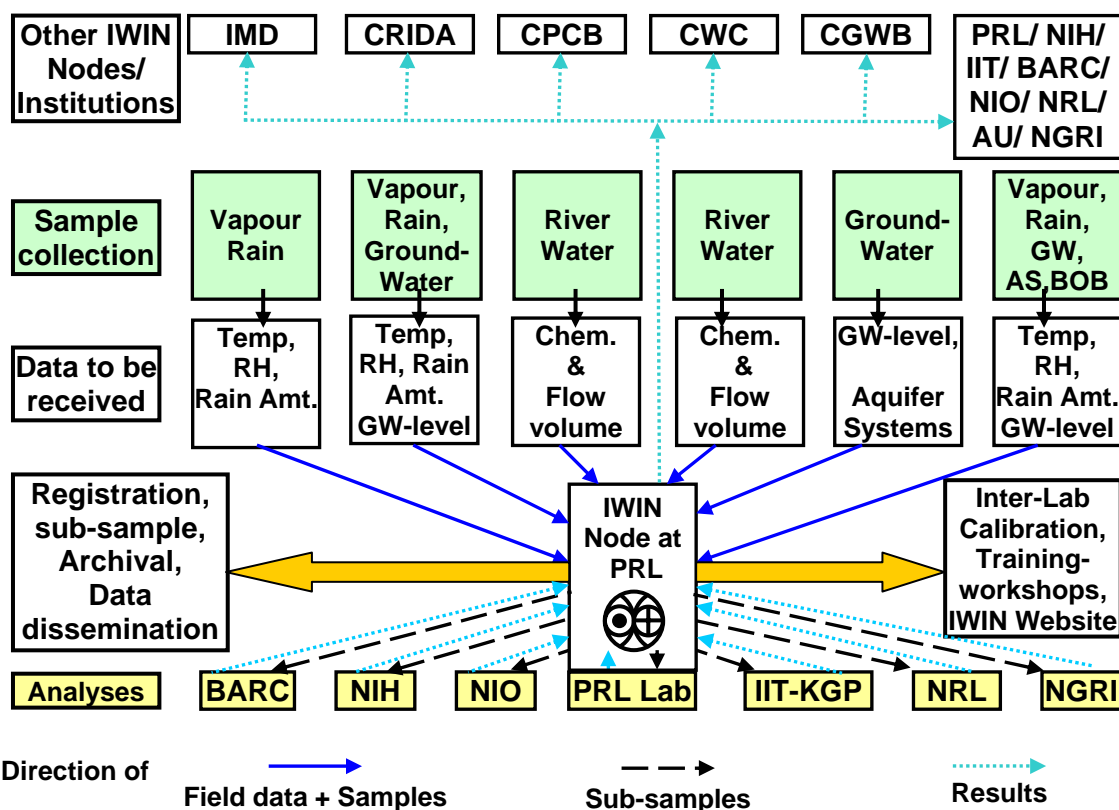 Other IWIN
Nodes/
Institutions
IMD
CRIDA
CPCB
CWC
CGWB
PRL/ NIH/
IIT/ BARC/
NIO/ NRL/
AU/ NGRI
Sample
collection
Vapour
Rain
Vapour,
Rain,
Ground-
Water
River
Water
River
Water
Ground-
Water
Vapour,
Rain,
GW,
AS,BOB
Data to be
received
Temp,
RH,
Rain Amt.
Temp,
RH, Rain
Amt.
GW-level
Chem.
&
Flow
volume
Chem.
&
Flow
volume
GW-level,
Aquifer
Systems
Temp,
RH,
Rain Amt.
GW-level
Registration,
sub-sample,
Archival,
Data
dissemination
IWIN
Node at
PRL
Inter-Lab
Calibration,
Training-
workshops,
IWIN Website
Analyses
BARC
NIH
NIO
PRL Lab
IIT-KGP
NRL
NGRI
Direction of
Field data + Samples
Sub-samples
Results